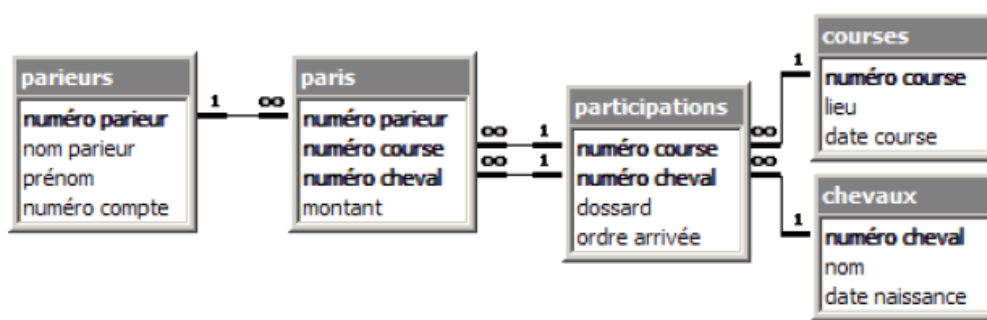 parieurs
numéro parieur
nom parieur
prénom
numéro compte
1 ∞
paris
numéro parieur
numéro course
numéro cheval
montant
∞ 1
∞ 1
participations
numéro course
numéro cheval
dossard
ordre arrivée
∞ 1
∞ 1
courses
numéro course
lieu
date course
chevaux
numéro cheval
nom
date naissance